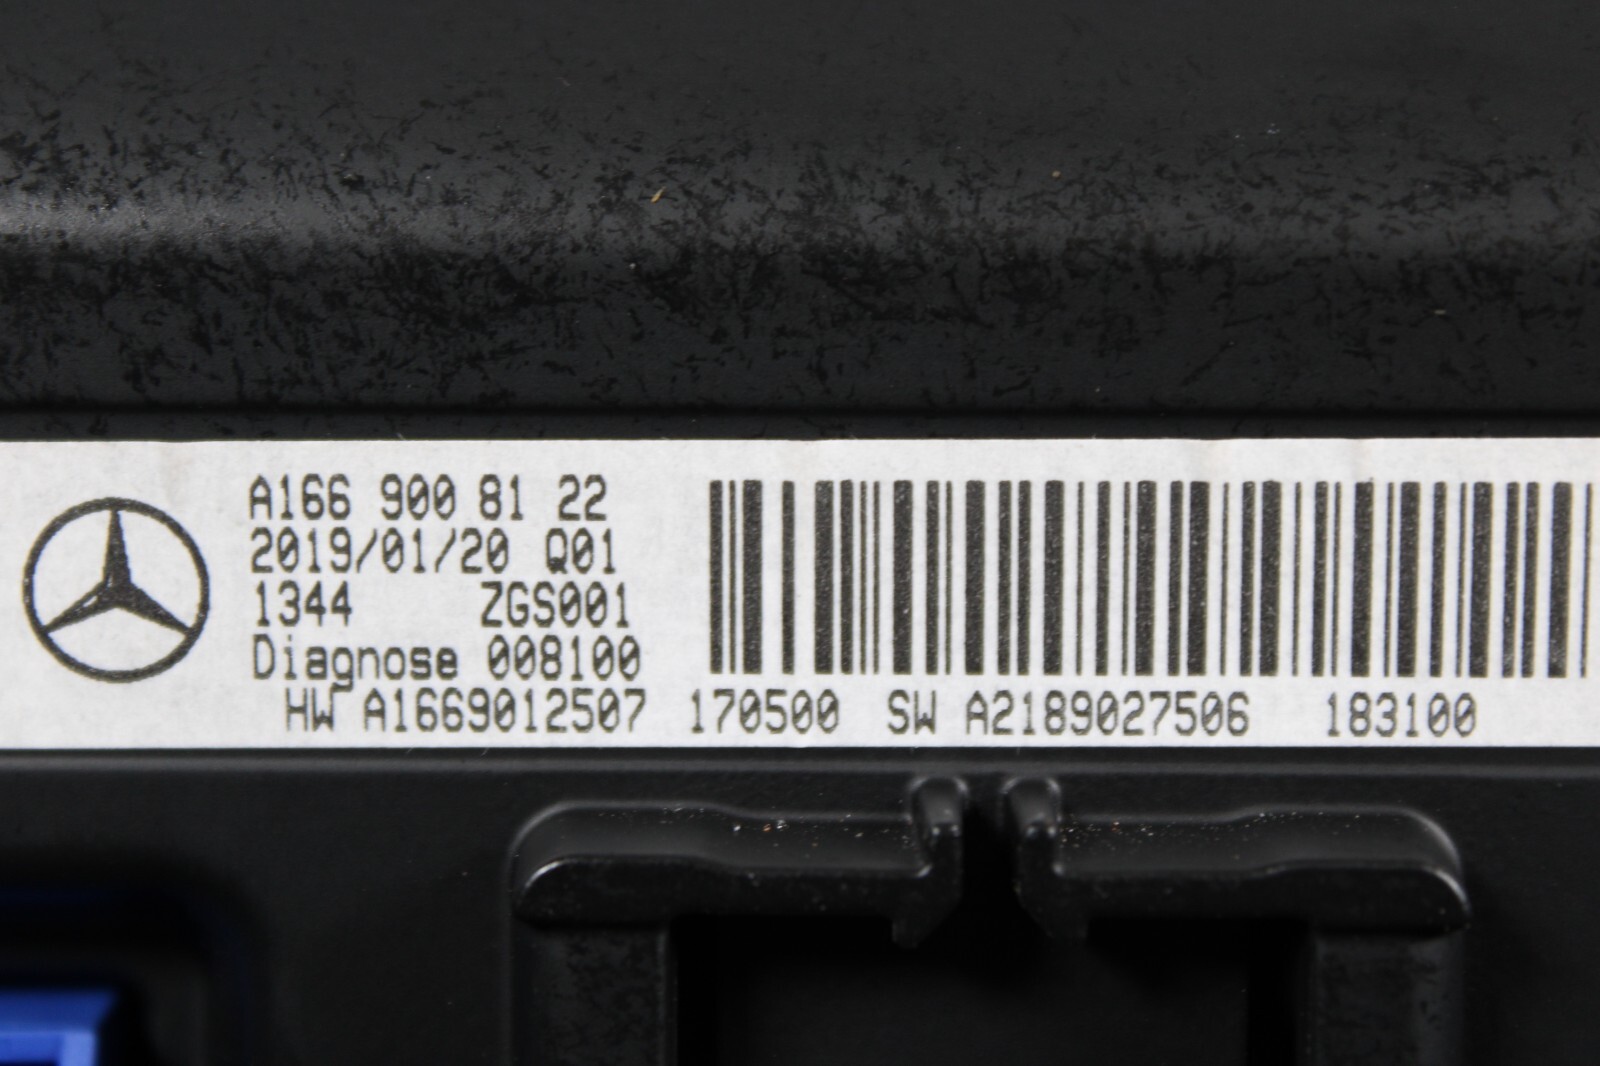 A166 900 81 22
2019/01/20 Q01
1344 ZGS001
Diagnose 008100
HW A1669012507 170500 SW A2189027506 183100